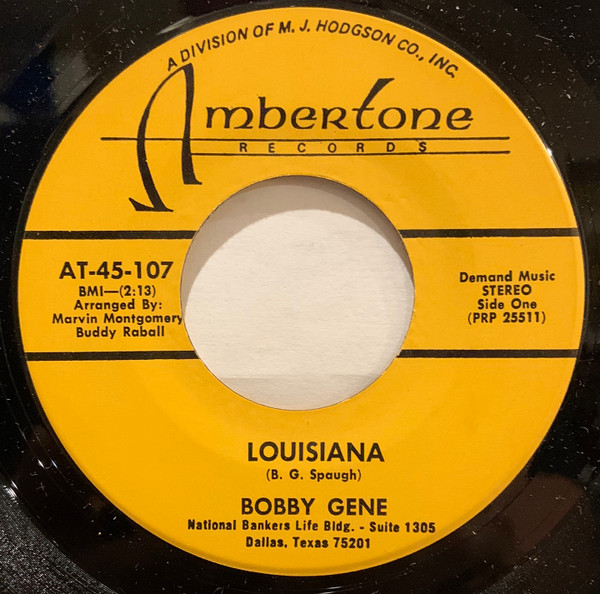 A DIVISION OF M. J. HODGSON CO., INC.
Ambertone
RECORDS
AT-45-107
BMI—(2:13)
Arranged By:
Marvin Montgomery
Buddy Raball
Demand Music
STEREO
Side One
(PRP 25511)
LOUISIANA
(B. G. Spaugh)
BOBBY GENE
National Bankers Life Bldg. - Suite 1305
Dallas, Texas 75201